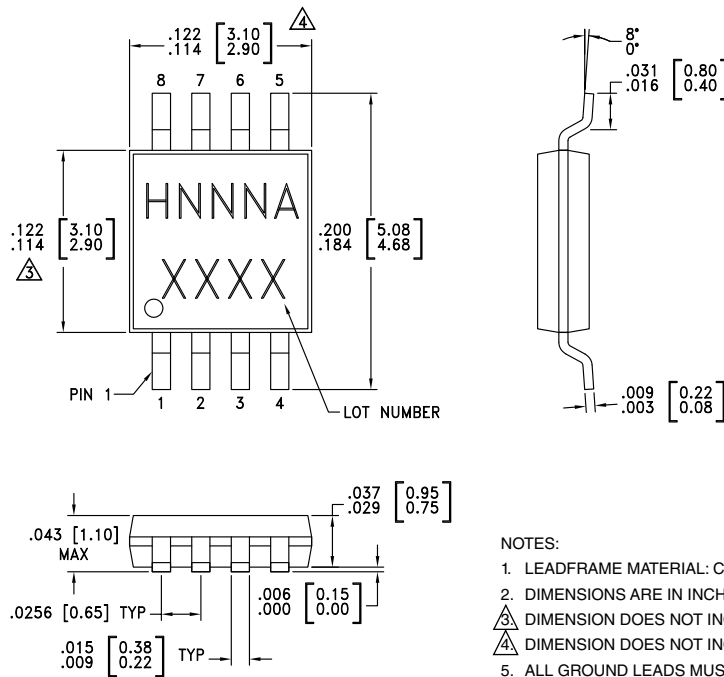 .122 [3.10]
.114 [2.90]
4
8 7 6 5
HNNNA
XXXX
.122 [3.10]
.114 [2.90]
3
.200 [5.08]
.184 [4.68]
PIN 1
1 2 3 4
LOT NUMBER
8°
0°
.031 [0.80]
.016 [0.40]
.009 [0.22]
.003 [0.08]
.037 [0.95]
.029 [0.75]
.043 [1.10]
MAX
.0256 [0.65] TYP
.006 [0.15]
.000 [0.00]
.015 [0.38]
.009 [0.22]
TYP
NOTES:
1. LEADFRAME MATERIAL: C
2. DIMENSIONS ARE IN INCH
3. DIMENSION DOES NOT INC
4. DIMENSION DOES NOT INC
5. ALL GROUND LEADS MUS